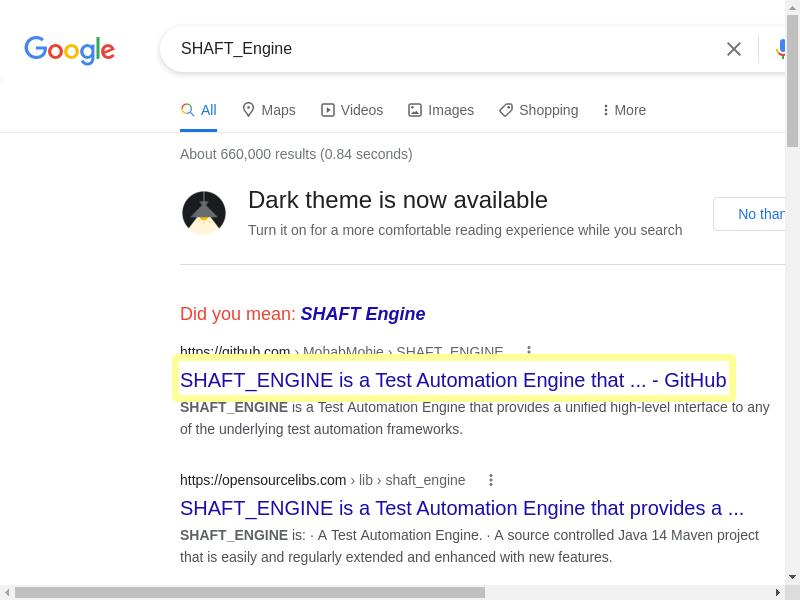 Google
SHAFT_Engine
All Maps Videos Images Shopping More
About 660,000 results (0.84 seconds)
Dark theme is now available
Turn it on for a more comfortable reading experience while you search
No than
Did you mean: SHAFT Engine
https://github.com › MohabMohie › SHAFT_ENGINE
SHAFT_ENGINE is a Test Automation Engine that ... - GitHub
SHAFT_ENGINE is a Test Automation Engine that provides a unified high-level interface to any
of the underlying test automation frameworks.
https://opensourcelibs.com › lib › shaft_engine
SHAFT_ENGINE is a Test Automation Engine that provides a ...
SHAFT_ENGINE is: · A Test Automation Engine. · A source controlled Java 14 Maven project
that is easily and regularly extended and enhanced with new features.